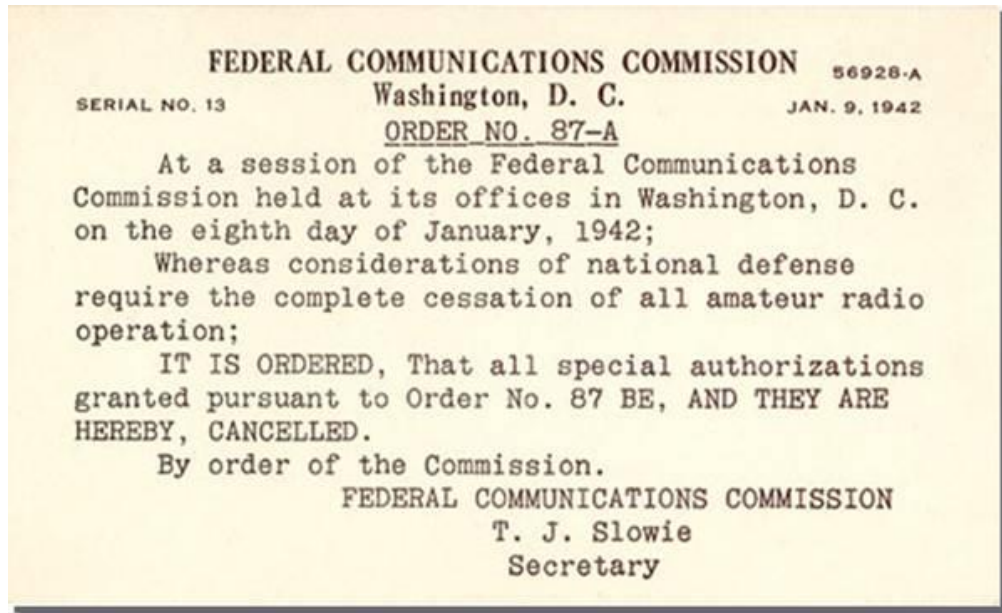 FEDERAL COMMUNICATIONS COMMISSION 56928-A
SERIAL NO. 13 Washington, D. C. JAN. 9, 1942
ORDER NO. 87-A
At a session of the Federal Communications
Commission held at its offices in Washington, D. C.
on the eighth day of January, 1942;
Whereas considerations of national defense
require the complete cessation of all amateur radio
operation;
IT IS ORDERED, That all special authorizations
granted pursuant to Order No. 87 BE, AND THEY ARE
HEREBY, CANCELLED.
By order of the Commission.
FEDERAL COMMUNICATIONS COMMISSION
T. J. Slowie
Secretary